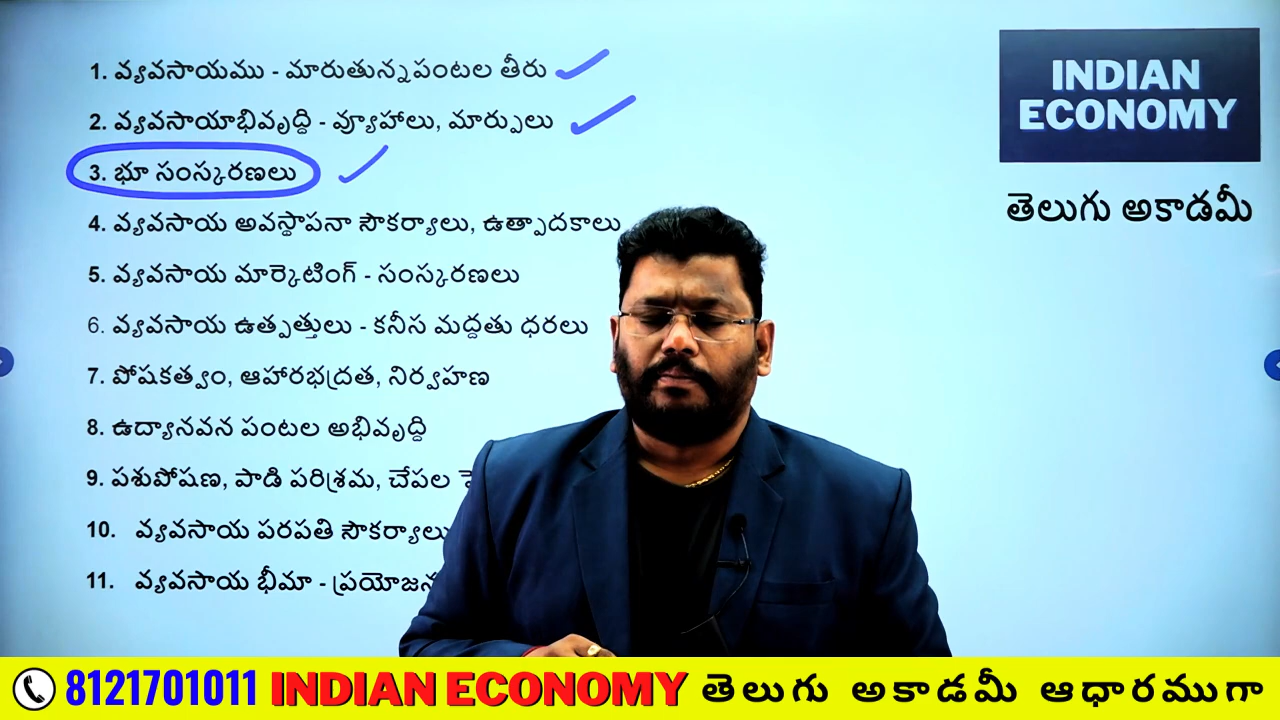 1. వ్యవసాయము - మారుతున్న పంటల తీరు
2. వ్యవసాయాభివృద్ధి - వ్యూహాలు, మార్పులు
3. భూ సంస్కరణలు
4. వ్యవసాయ అవస్థాపనా సౌకర్యాలు, ఉత్పాదకాలు
5. వ్యవసాయ మార్కెటింగ్ - సంస్కరణలు
6. వ్యవసాయ ఉత్పత్తులు - కనీస మద్దతు ధరలు
7. పోషకత్వం, ఆహారభద్రత, నిర్వహణ
8. ఉద్యానవన పంటల అభివృద్ధి
9. పశుపోషణ, పాడి పరిశ్రమ, చేపల
10. వ్యవసాయ పరపతి సౌకర్యాలు
11. వ్యవసాయ భీమా -
INDIAN
ECONOMY
తెలుగు అకాడమీ
8121701011 INDIAN ECONOMY తెలుగు అకాడమీ ఆధారముగా